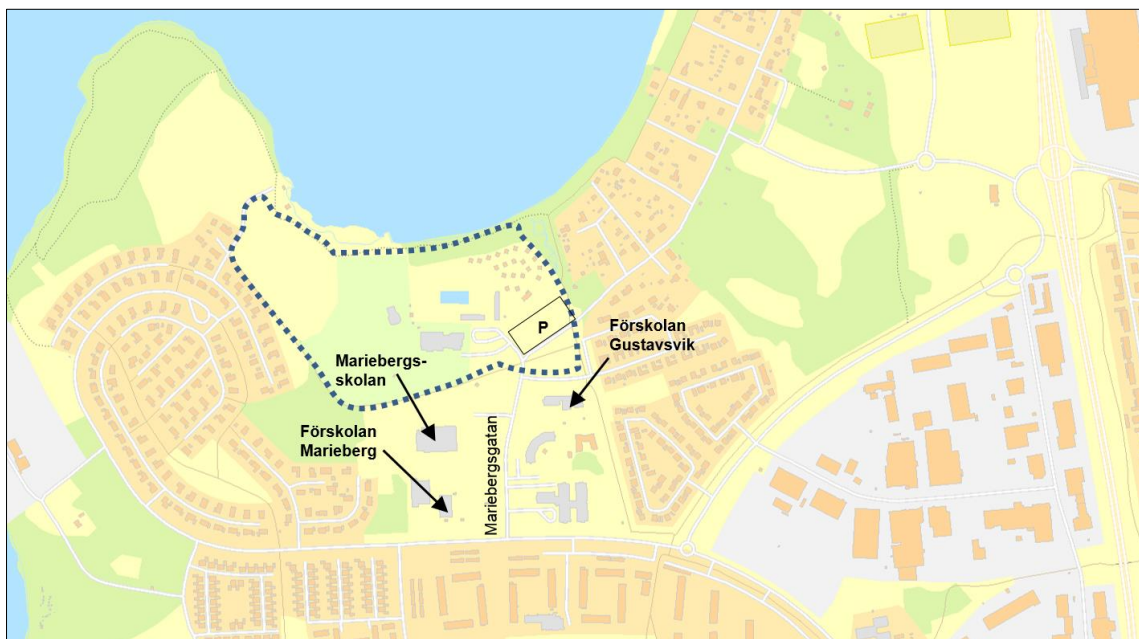 P
Förskolan
Gustavsvik
Mariebergs-
skolan
Förskolan
Marieberg
Mariebergsgatan